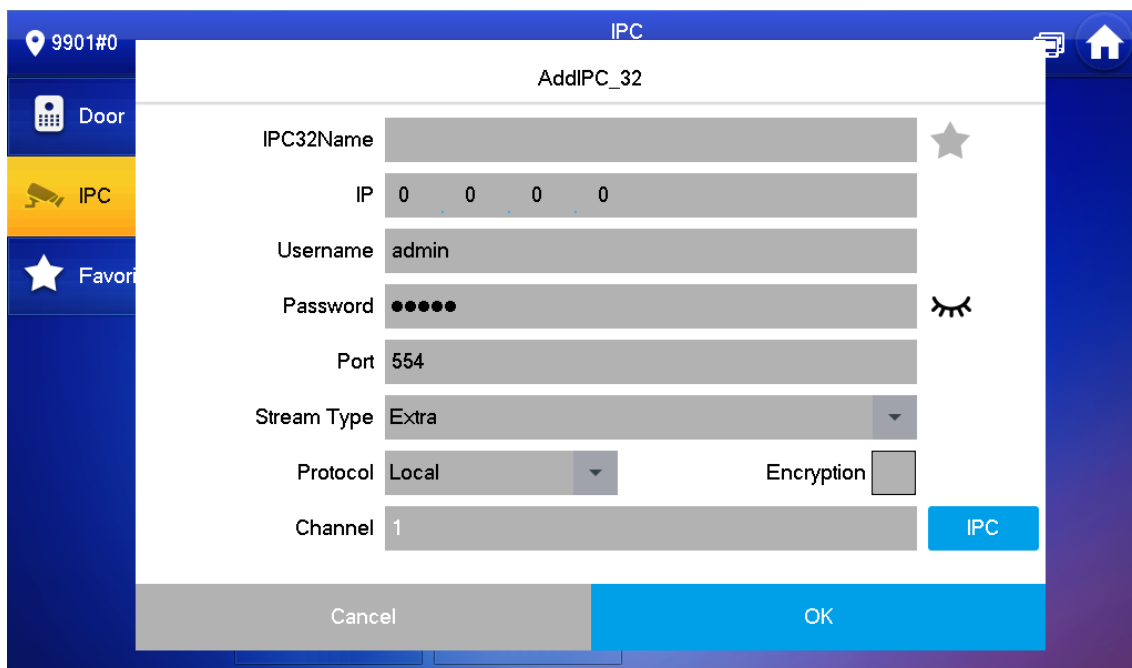 9901#0
IPC
AddIPC_32
Door
IPC
Favori
IPC32Name
IP 0 . 0 . 0 . 0
Username admin
Password ●●●●●
Port 554
Stream Type Extra
Protocol Local Encryption
Channel 1 IPC
Cancel OK